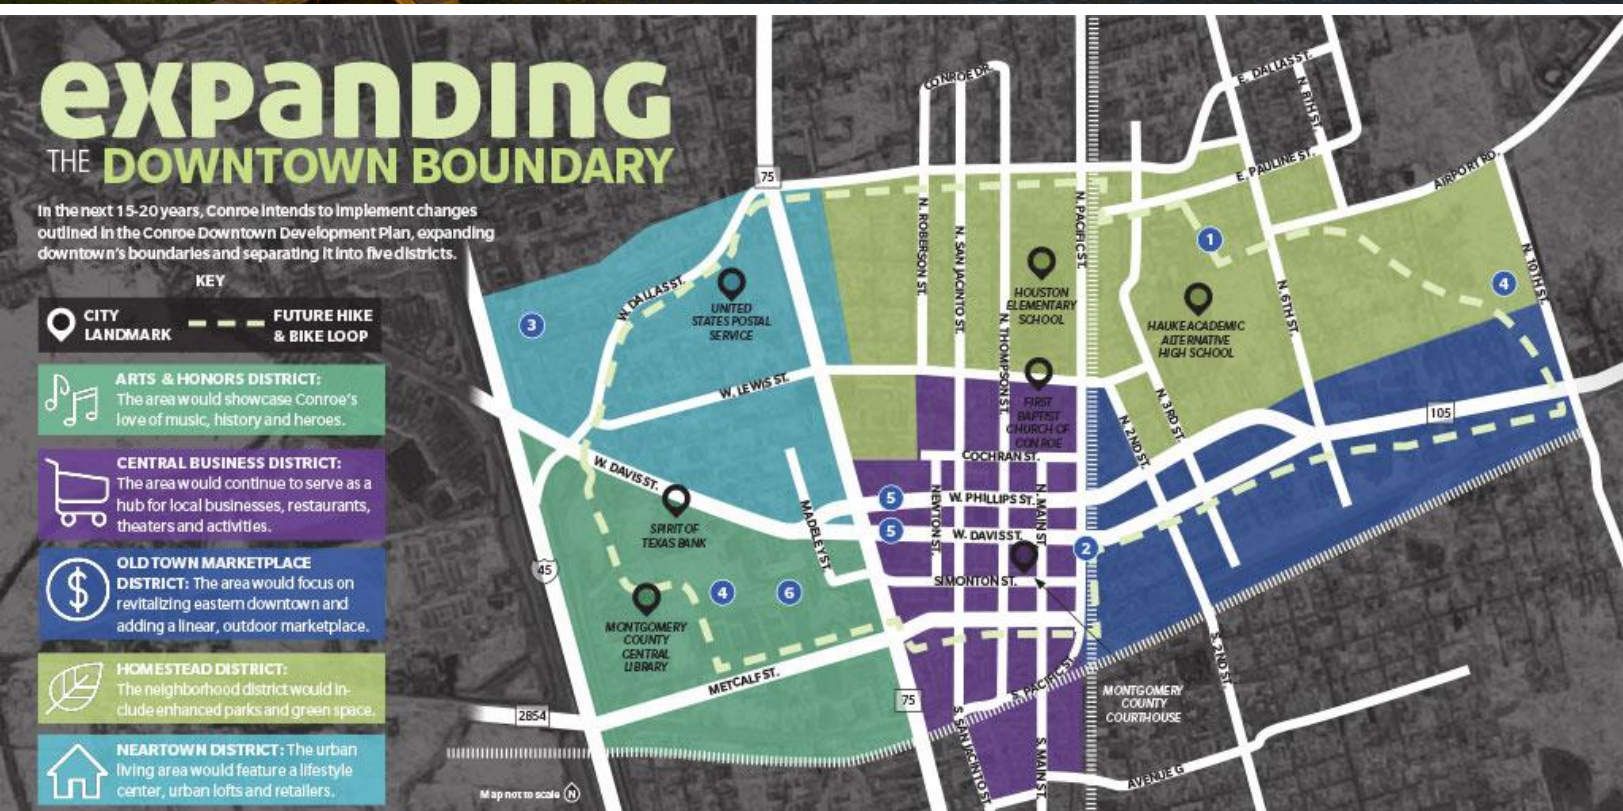 expanding
THE DOWNTOWN BOUNDARY
In the next 15-20 years, Conroe intends to implement changes
outlined in the Conroe Downtown Development Plan, expanding
downtown's boundaries and separating it into five districts.
KEY
CITY
LANDMARK
FUTURE HIKE
& BIKE LOOP
ARTS & HONORS DISTRICT:
The area would showcase Conroe's
love of music, history and heroes.
CENTRAL BUSINESS DISTRICT:
The area would continue to serve as a
hub for local businesses, restaurants,
theaters and activities.
OLD TOWN MARKETPLACE
DISTRICT: The area would focus on
revitalizing eastern downtown and
adding a linear, outdoor marketplace.
HOMESTEAD DISTRICT:
The neighborhood district would in-
clude enhanced parks and green space.
NEARTOWN DISTRICT: The urban
living area would feature a lifestyle
center, urban lofts and retailers.
Map not to scale N
75
CONROE DR.
E. DALLAS ST.
N. 8TH ST.
E. PAULINE ST.
AIRPORT RD.
N. 10TH ST.
N. ROBERSON ST.
N. SAN JACINTO ST.
N. THOMPSON ST.
N. PACIFIC ST.
N. 6TH ST.
1
4
HOUSTON
ELEMENTARY
SCHOOL
HAUKE ACADEMIC
ALTERNATIVE
HIGH SCHOOL
3
W. DALLAS ST.
UNITED
STATES POSTAL
SERVICE
W. LEWIS ST.
FIRST
BAPTIST
CHURCH OF
CONROE
N. 3RD ST.
N. 2ND ST.
105
COCHRAN ST.
W. DAVIS ST.
SPIRIT OF
TEXAS BANK
MADELEY ST.
5
W. PHILLIPS ST.
5
W. DAVIS ST.
NEWTON ST.
N. MAIN ST.
2
SIMONTON ST.
45
4
6
MONTGOMERY
COUNTY
CENTRAL
LIBRARY
METCALF ST.
2854
75
S. PACIFIC ST.
MONTGOMERY
COUNTY
COURTHOUSE
S. 2ND ST.
S. SAN JACINTO ST.
S. MAIN ST.
AVENUE G